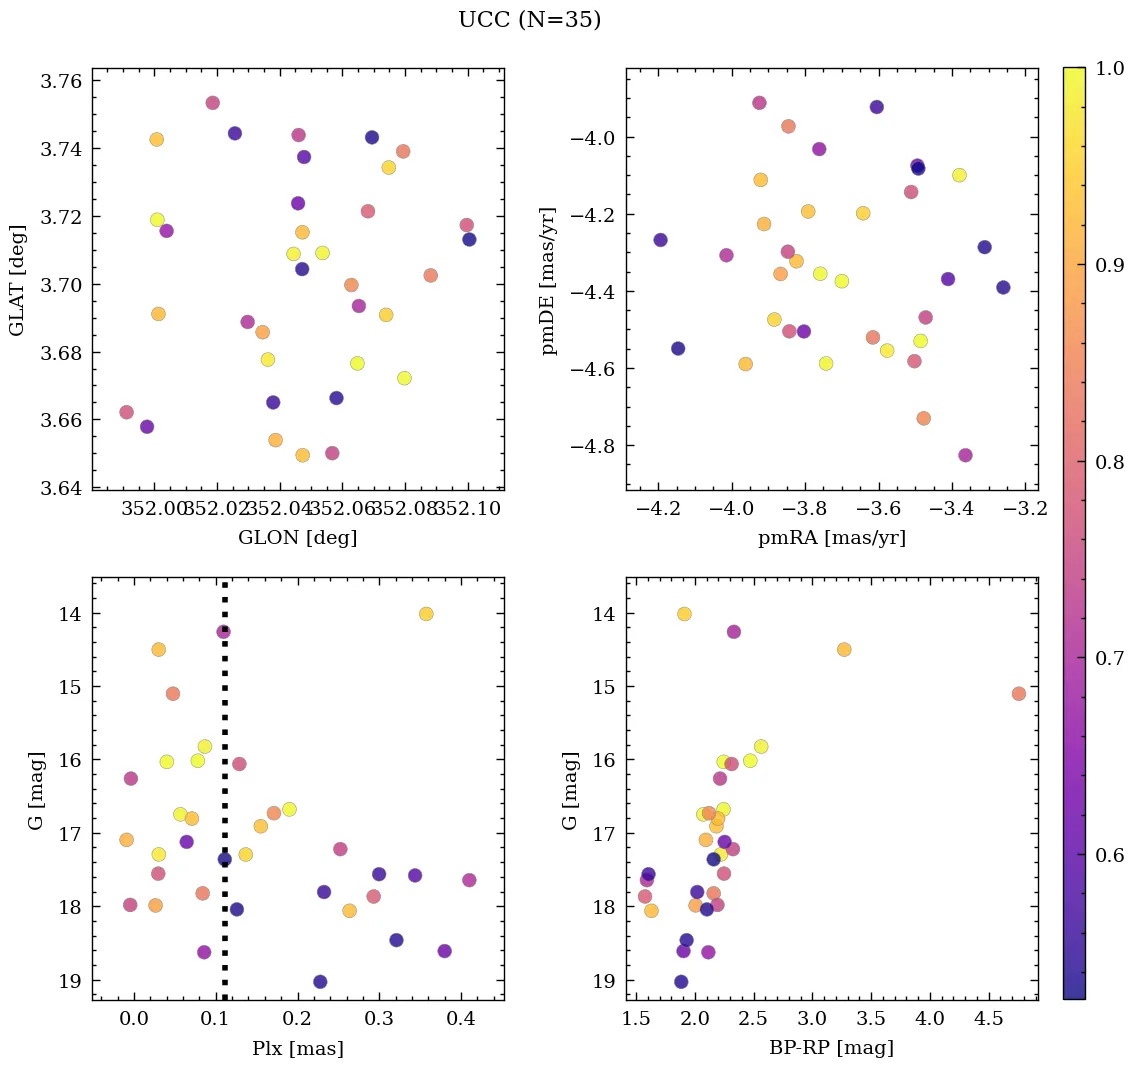 UCC (N=35)
3.76
3.74
3.72
3.70
3.68
3.66
3.64
GLAT [deg]
352.00 352.02 352.04 352.06 352.08 352.10
GLON [deg]
−4.0
−4.2
−4.4
−4.6
−4.8
pmDE [mas/yr]
−4.2 −4.0 −3.8 −3.6 −3.4 −3.2
pmRA [mas/yr]
14
15
16
17
18
19
G [mag]
0.0 0.1 0.2 0.3 0.4
Plx [mas]
14
15
16
17
18
19
G [mag]
1.5 2.0 2.5 3.0 3.5 4.0 4.5
BP-RP [mag]
1.0
0.9
0.8
0.7
0.6